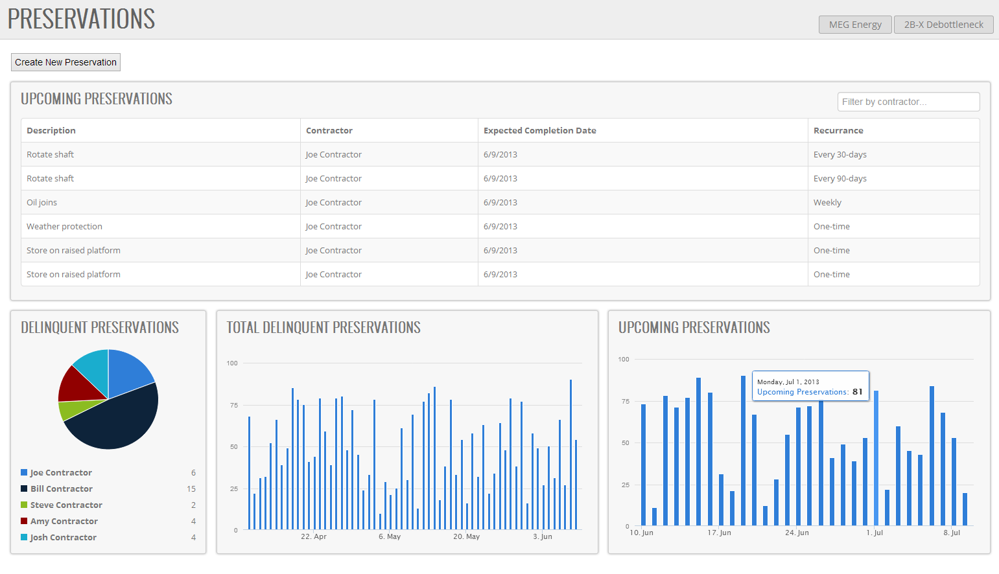 PRESERVATIONS
MEG Energy
2B-X Debottleneck
Create New Preservation
UPCOMING PRESERVATIONS
Filter by contractor...
Description Contractor Expected Completion Date Recurrance
Rotate shaft Joe Contractor 6/9/2013 Every 30-days
Rotate shaft Joe Contractor 6/9/2013 Every 90-days
Oil joins Joe Contractor 6/9/2013 Weekly
Weather protection Joe Contractor 6/9/2013 One-time
Store on raised platform Joe Contractor 6/9/2013 One-time
Store on raised platform Joe Contractor 6/9/2013 One-time
DELINQUENT PRESERVATIONS
Joe Contractor 6
Bill Contractor 15
Steve Contractor 2
Amy Contractor 4
Josh Contractor 4
TOTAL DELINQUENT PRESERVATIONS
100
75
50
25
0
22. Apr 6. May 20. May 3. Jun
UPCOMING PRESERVATIONS
100
75
50
25
0
Monday, Jul 1, 2013
Upcoming Preservations: 81
10. Jun 17. Jun 24. Jun 1. Jul 8. Jul